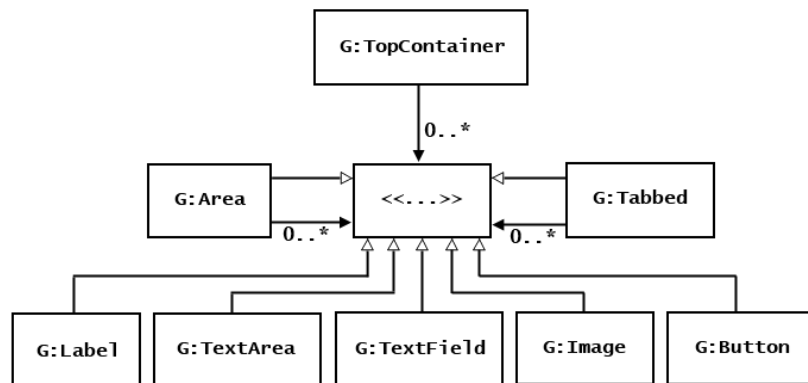 G:TopContainer
0..*
G:Area
<<...>>
G:Tabbed
0..*
0..*
G:Label
G:TextArea
G:TextField
G:Image
G:Button